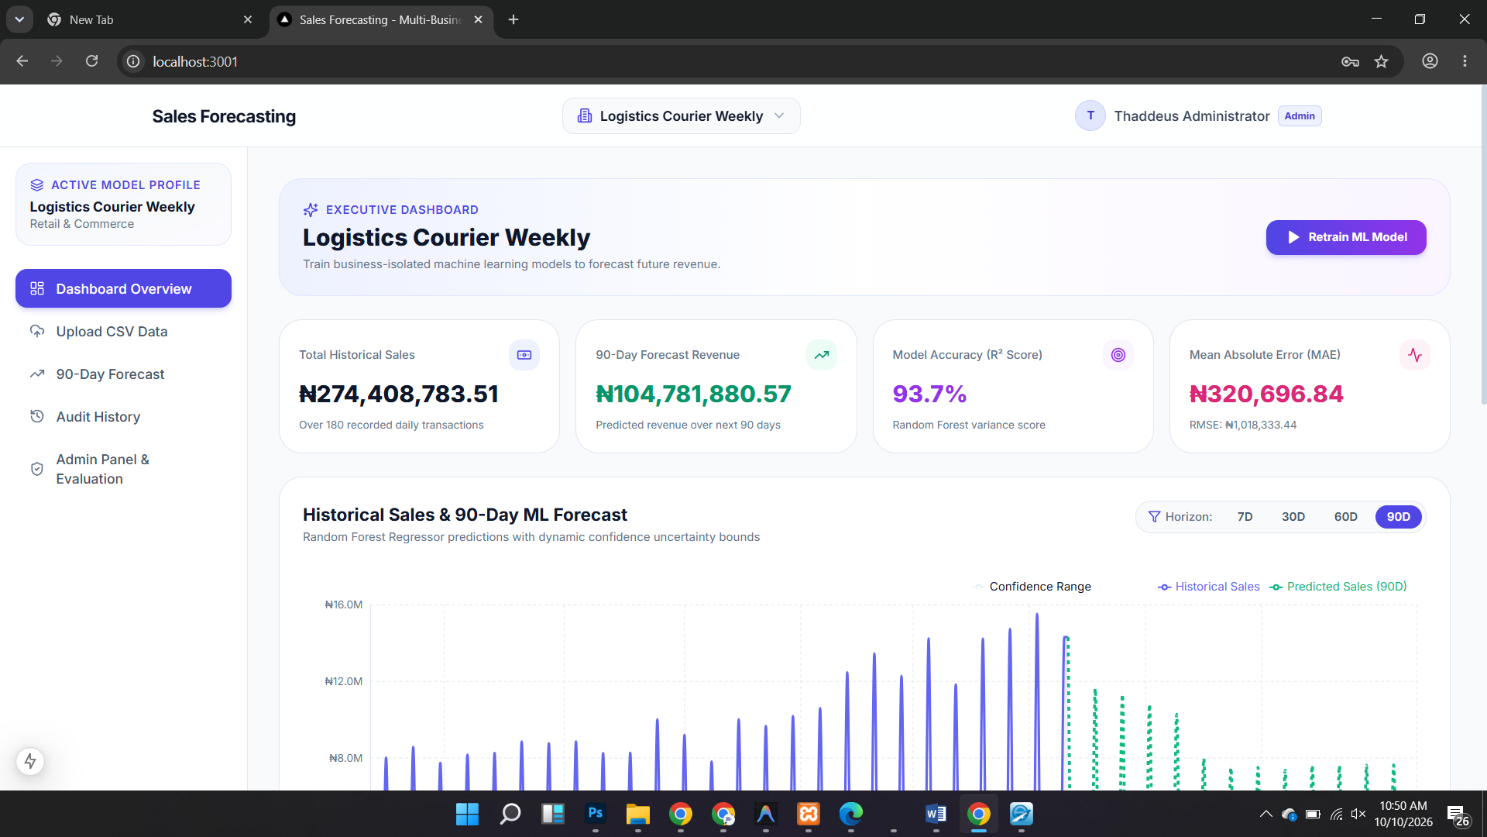 New Tab
Sales Forecasting - Multi-Busin
localhost:3001
Sales Forecasting
Logistics Courier Weekly
T
Thaddeus Administrator
Admin
ACTIVE MODEL PROFILE
Logistics Courier Weekly
Retail & Commerce
Dashboard Overview
Upload CSV Data
90-Day Forecast
Audit History
Admin Panel &
Evaluation
EXECUTIVE DASHBOARD
Logistics Courier Weekly
Train business-isolated machine learning models to forecast future revenue.
Retrain ML Model
Total Historical Sales
₦274,408,783.51
Over 180 recorded daily transactions
90-Day Forecast Revenue
₦104,781,880.57
Predicted revenue over next 90 days
Model Accuracy (R² Score)
93.7%
Random Forest variance score
Mean Absolute Error (MAE)
₦320,696.84
RMSE: ₦1,018,333.44
Historical Sales & 90-Day ML Forecast
Random Forest Regressor predictions with dynamic confidence uncertainty bounds
Horizon: 7D 30D 60D 90D
Confidence Range Historical Sales Predicted Sales (90D)
₦16.0M
₦12.0M
₦8.0M
Ps
W
10:50 AM
10/10/2026
26